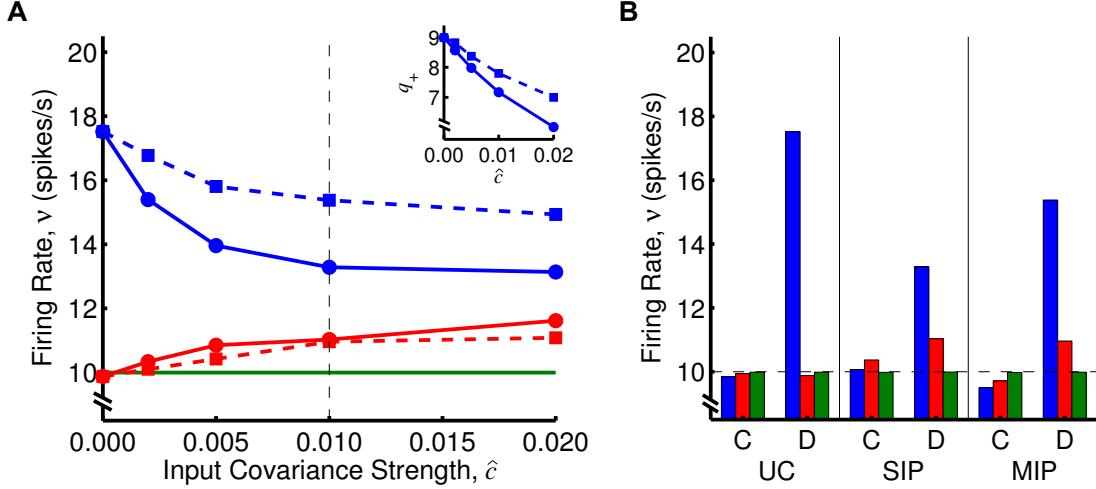 A
B
Firing Rate, ν (spikes/s)
20
18
16
14
12
10
0.000
0.005
0.010
0.015
0.020
Input Covariance Strength, ĉ
q₊
9
8
7
0.00
0.01
0.02
ĉ
Firing Rate, ν (spikes/s)
20
18
16
14
12
10
C D C D C D
UC SIP MIP